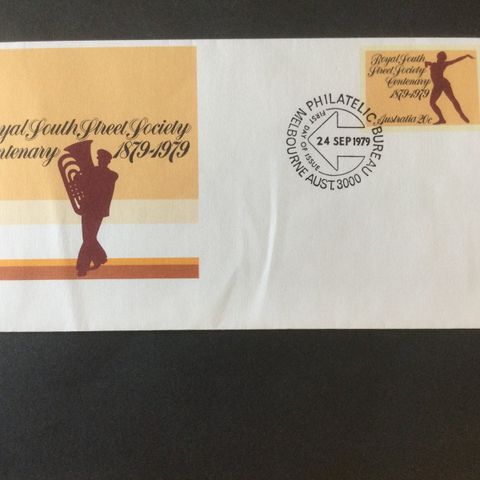 yal South Street Society
ntenary 1879-1979
PHILATELIC BUREAU
MELBOURNE AUST. 3000
FIRST DAY OF ISSUE
24 SEP 1979
Royal South
Street Society
Centenary
1879-1979
Australia 20c